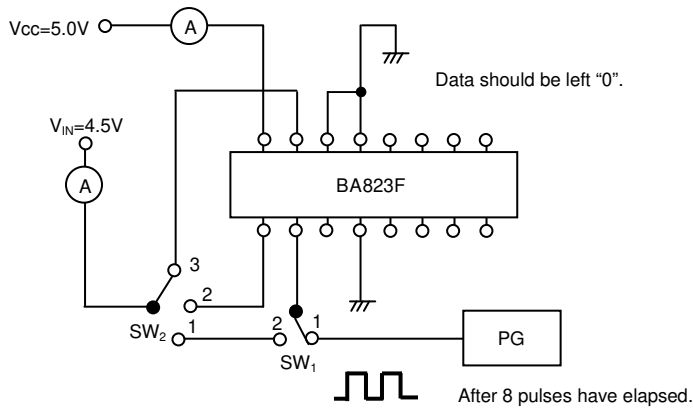 Vcc=5.0V
A
Data should be left “0”.
VIN=4.5V
A
BA823F
3
2
1
SW2
2
1
SW1
PG
After 8 pulses have elapsed.